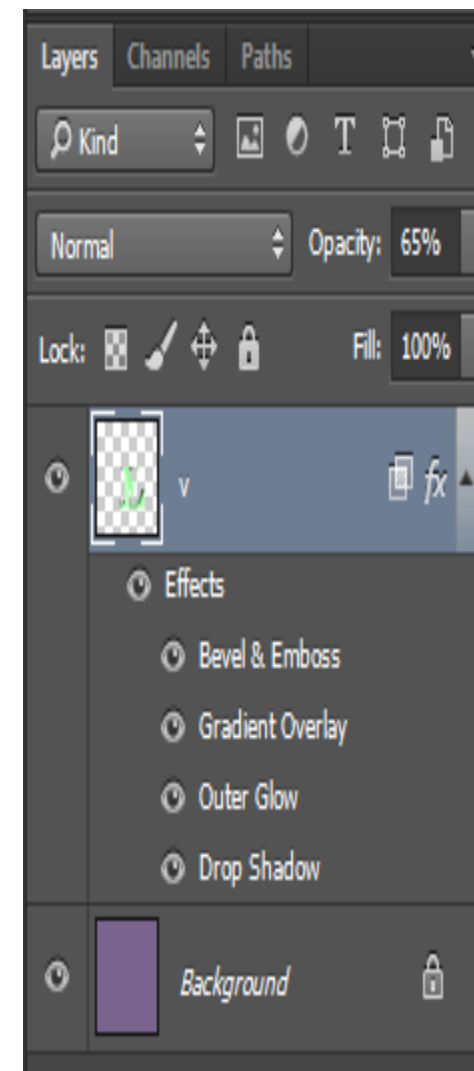 Layers Channels Paths
Kind T
Normal Opacity: 65%
Lock: Fill: 100%
v fx
Effects
Bevel & Emboss
Gradient Overlay
Outer Glow
Drop Shadow
Background